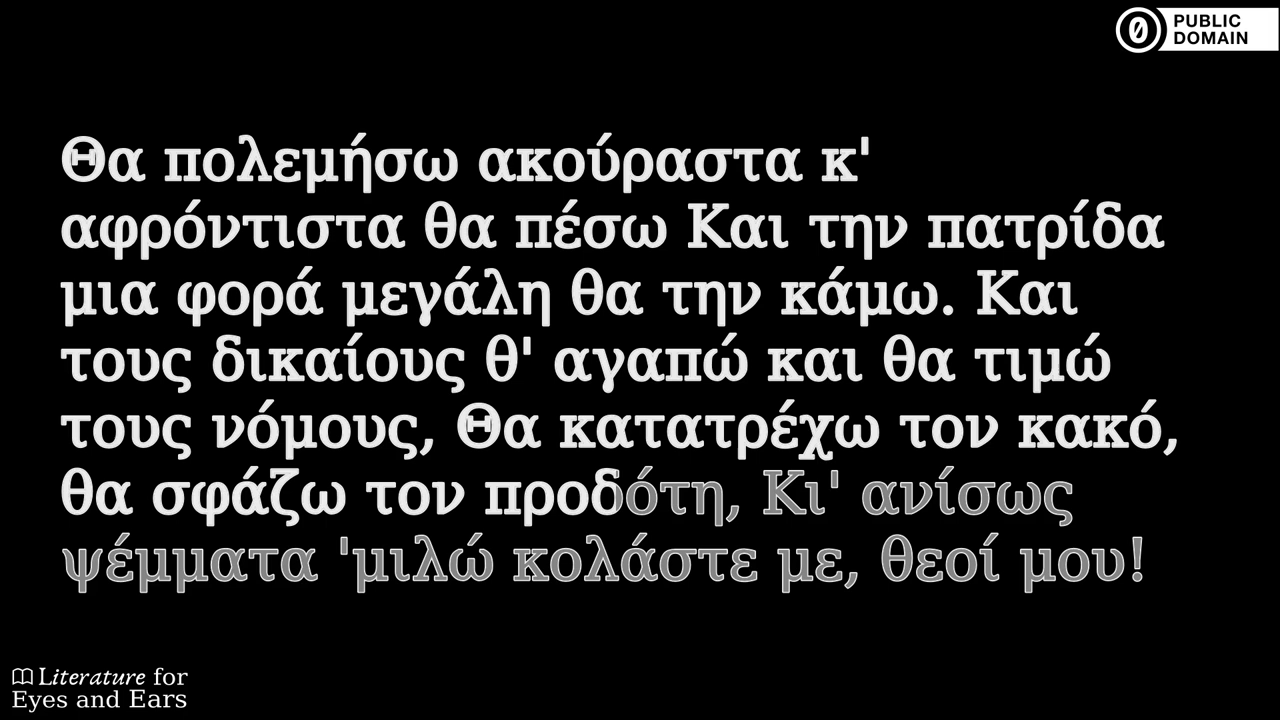 PUBLIC
DOMAIN
Θα πολεμήσω ακούραστα κ'
αφρόντιστα θα πέσω Και την πατρίδα
μια φορά μεγάλη θα την κάμω. Και
τους δικαίους θ' αγαπώ και θα τιμώ
τους νόμους, Θα κατατρέχω τον κακό,
θα σφάζω τον προδότη, Κι' ανίσως
ψέμματα 'μιλώ κολάστε με, θεοί μου!
Literature for
Eyes and Ears